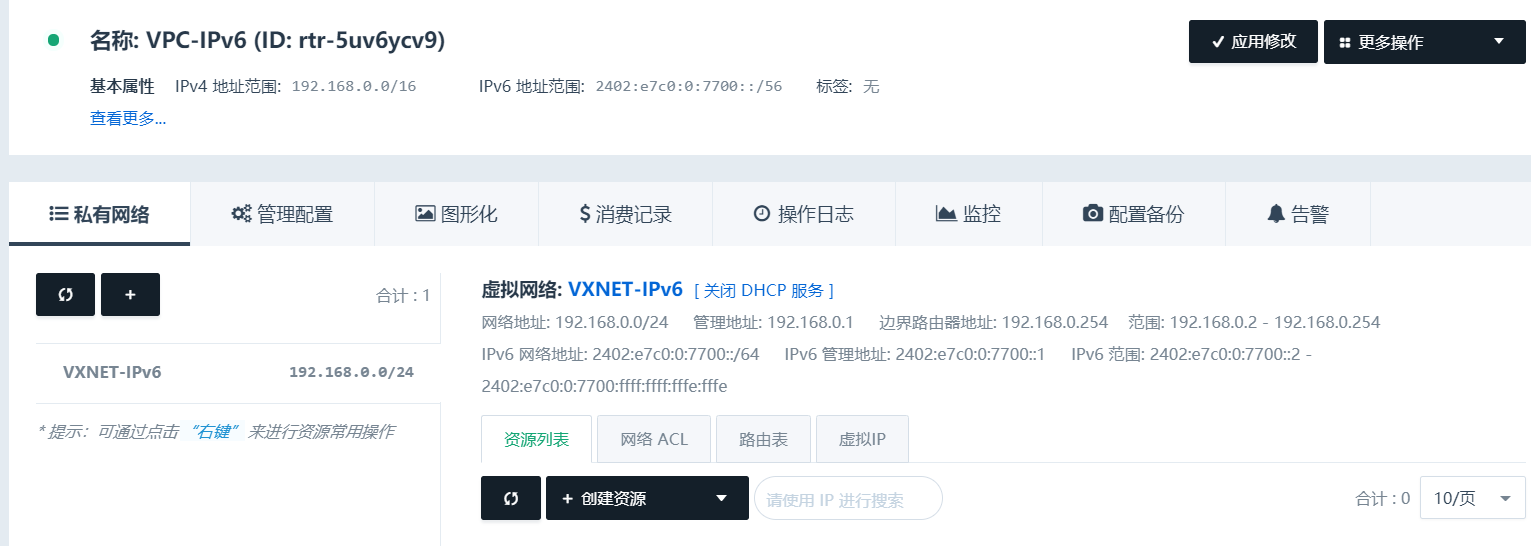 名称: VPC-IPv6 (ID: rtr-5uv6ycv9)
应用修改 更多操作
基本属性 IPv4 地址范围: 192.168.0.0/16 IPv6 地址范围: 2402:e7c0:0:7700::/56 标签: 无
查看更多...
私有网络 管理配置 图形化 消费记录 操作日志 监控 配置备份 告警
合计 : 1
VXNET-IPv6 192.168.0.0/24
* 提示：可通过点击 “右键” 来进行资源常用操作
虚拟网络: VXNET-IPv6 [ 关闭 DHCP 服务 ]
网络地址: 192.168.0.0/24 管理地址: 192.168.0.1 边界路由器地址: 192.168.0.254 范围: 192.168.0.2 - 192.168.0.254
IPv6 网络地址: 2402:e7c0:0:7700::/64 IPv6 管理地址: 2402:e7c0:0:7700::1 IPv6 范围: 2402:e7c0:0:7700::2 -
2402:e7c0:0:7700:ffff:ffff:fffe:fffe
资源列表 网络 ACL 路由表 虚拟IP
+ 创建资源 请使用 IP 进行搜索 合计 : 0 10/页